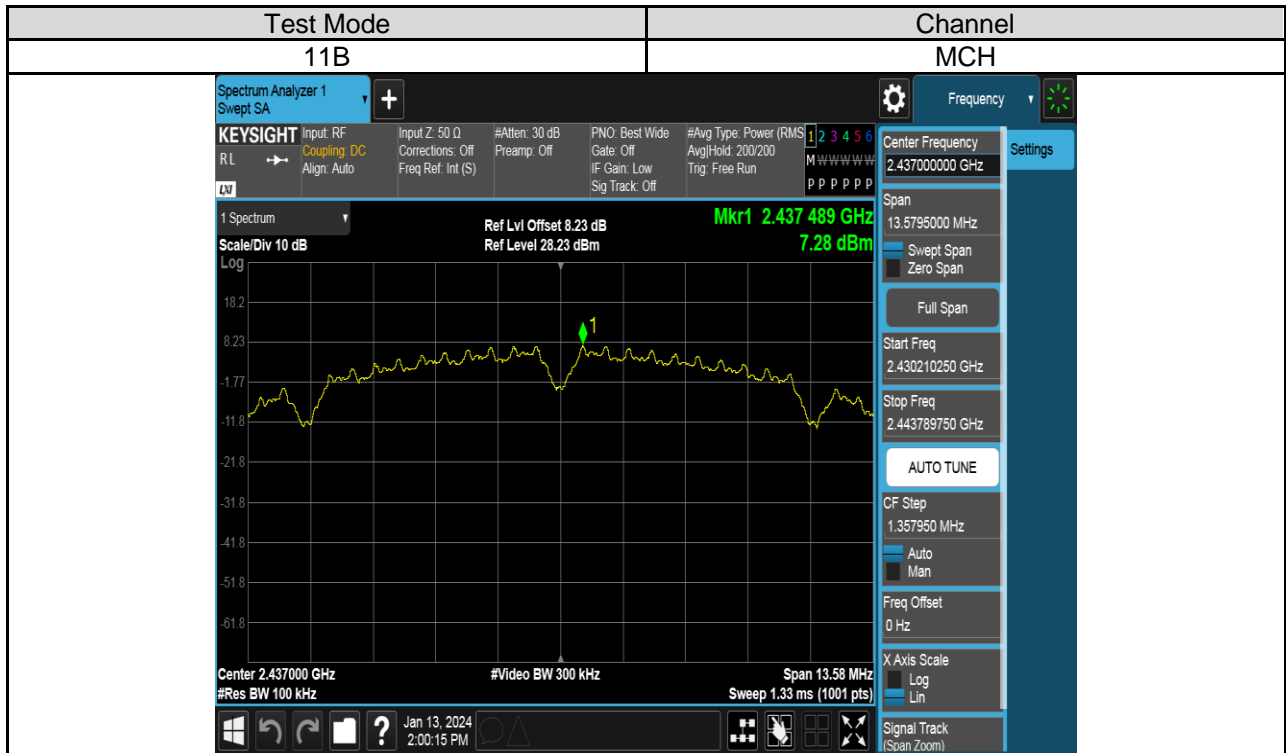 Test Mode Channel
11B MCH
Spectrum Analyzer 1
Swept SA
+
Frequency
KEYSIGHT
RL
LXI
Input: RF
Coupling: DC
Align: Auto
Input Z: 50 Ω
Corrections: Off
Freq Ref: Int (S)
#Atten: 30 dB
Preamp: Off
PNO: Best Wide
Gate: Off
IF Gain: Low
Sig Track: Off
#Avg Type: Power (RMS
Avg|Hold: 200/200
Trig: Free Run
1 2 3 4 5 6
M W W W W W
P P P P P P
1 Spectrum
Scale/Div 10 dB
Ref Lvl Offset 8.23 dB
Ref Level 28.23 dBm
Mkr1 2.437 489 GHz
7.28 dBm
Log
18.2
8.23
-1.77
-11.8
-21.8
-31.8
-41.8
-51.8
-61.8
1
Center 2.437000 GHz
#Res BW 100 kHz
#Video BW 300 kHz
Span 13.58 MHz
Sweep 1.33 ms (1001 pts)
?
Jan 13, 2024
2:00:15 PM
Center Frequency
2.437000000 GHz
Settings
Span
13.5795000 MHz
Swept Span
Zero Span
Full Span
Start Freq
2.430210250 GHz
Stop Freq
2.443789750 GHz
AUTO TUNE
CF Step
1.357950 MHz
Auto
Man
Freq Offset
0 Hz
X Axis Scale
Log
Lin
Signal Track
(Span Zoom)